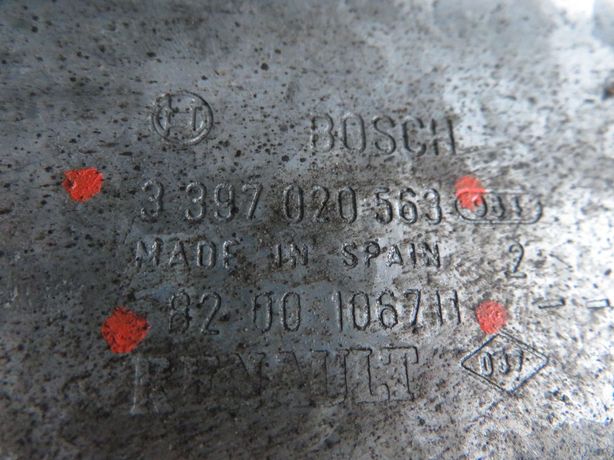 BOSCH
3 397 020 563
MADE IN SPAIN 2
82 00 106711
RENAULT